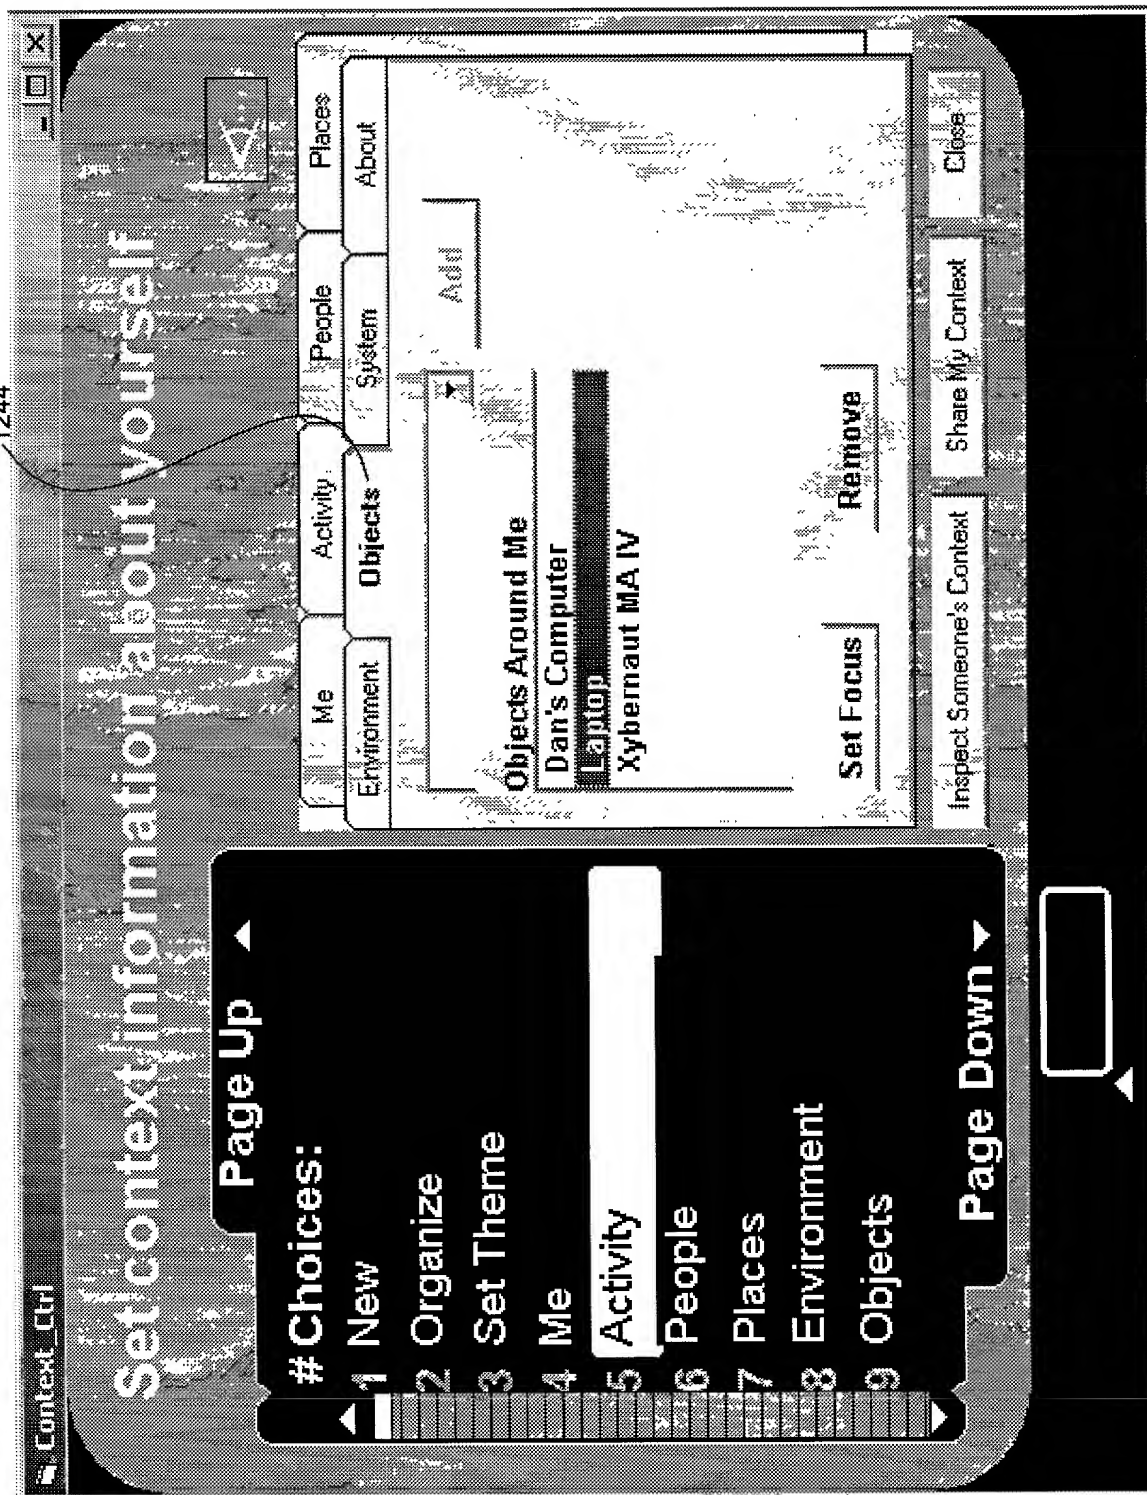 1244
Context_Ctrl
Set context information about yourself
Page Up
# Choices:
1 New
2 Organize
3 Set Theme
4 Me
5 Activity
6 People
7 Places
8 Environment
9 Objects
Page Down
Me Activity People Places
Environment Objects System About
Add
Objects Around Me
Dan's Computer
Laptop
Xybernaut MA IV
Set Focus Remove
Inspect Someone's Context Share My Context Close